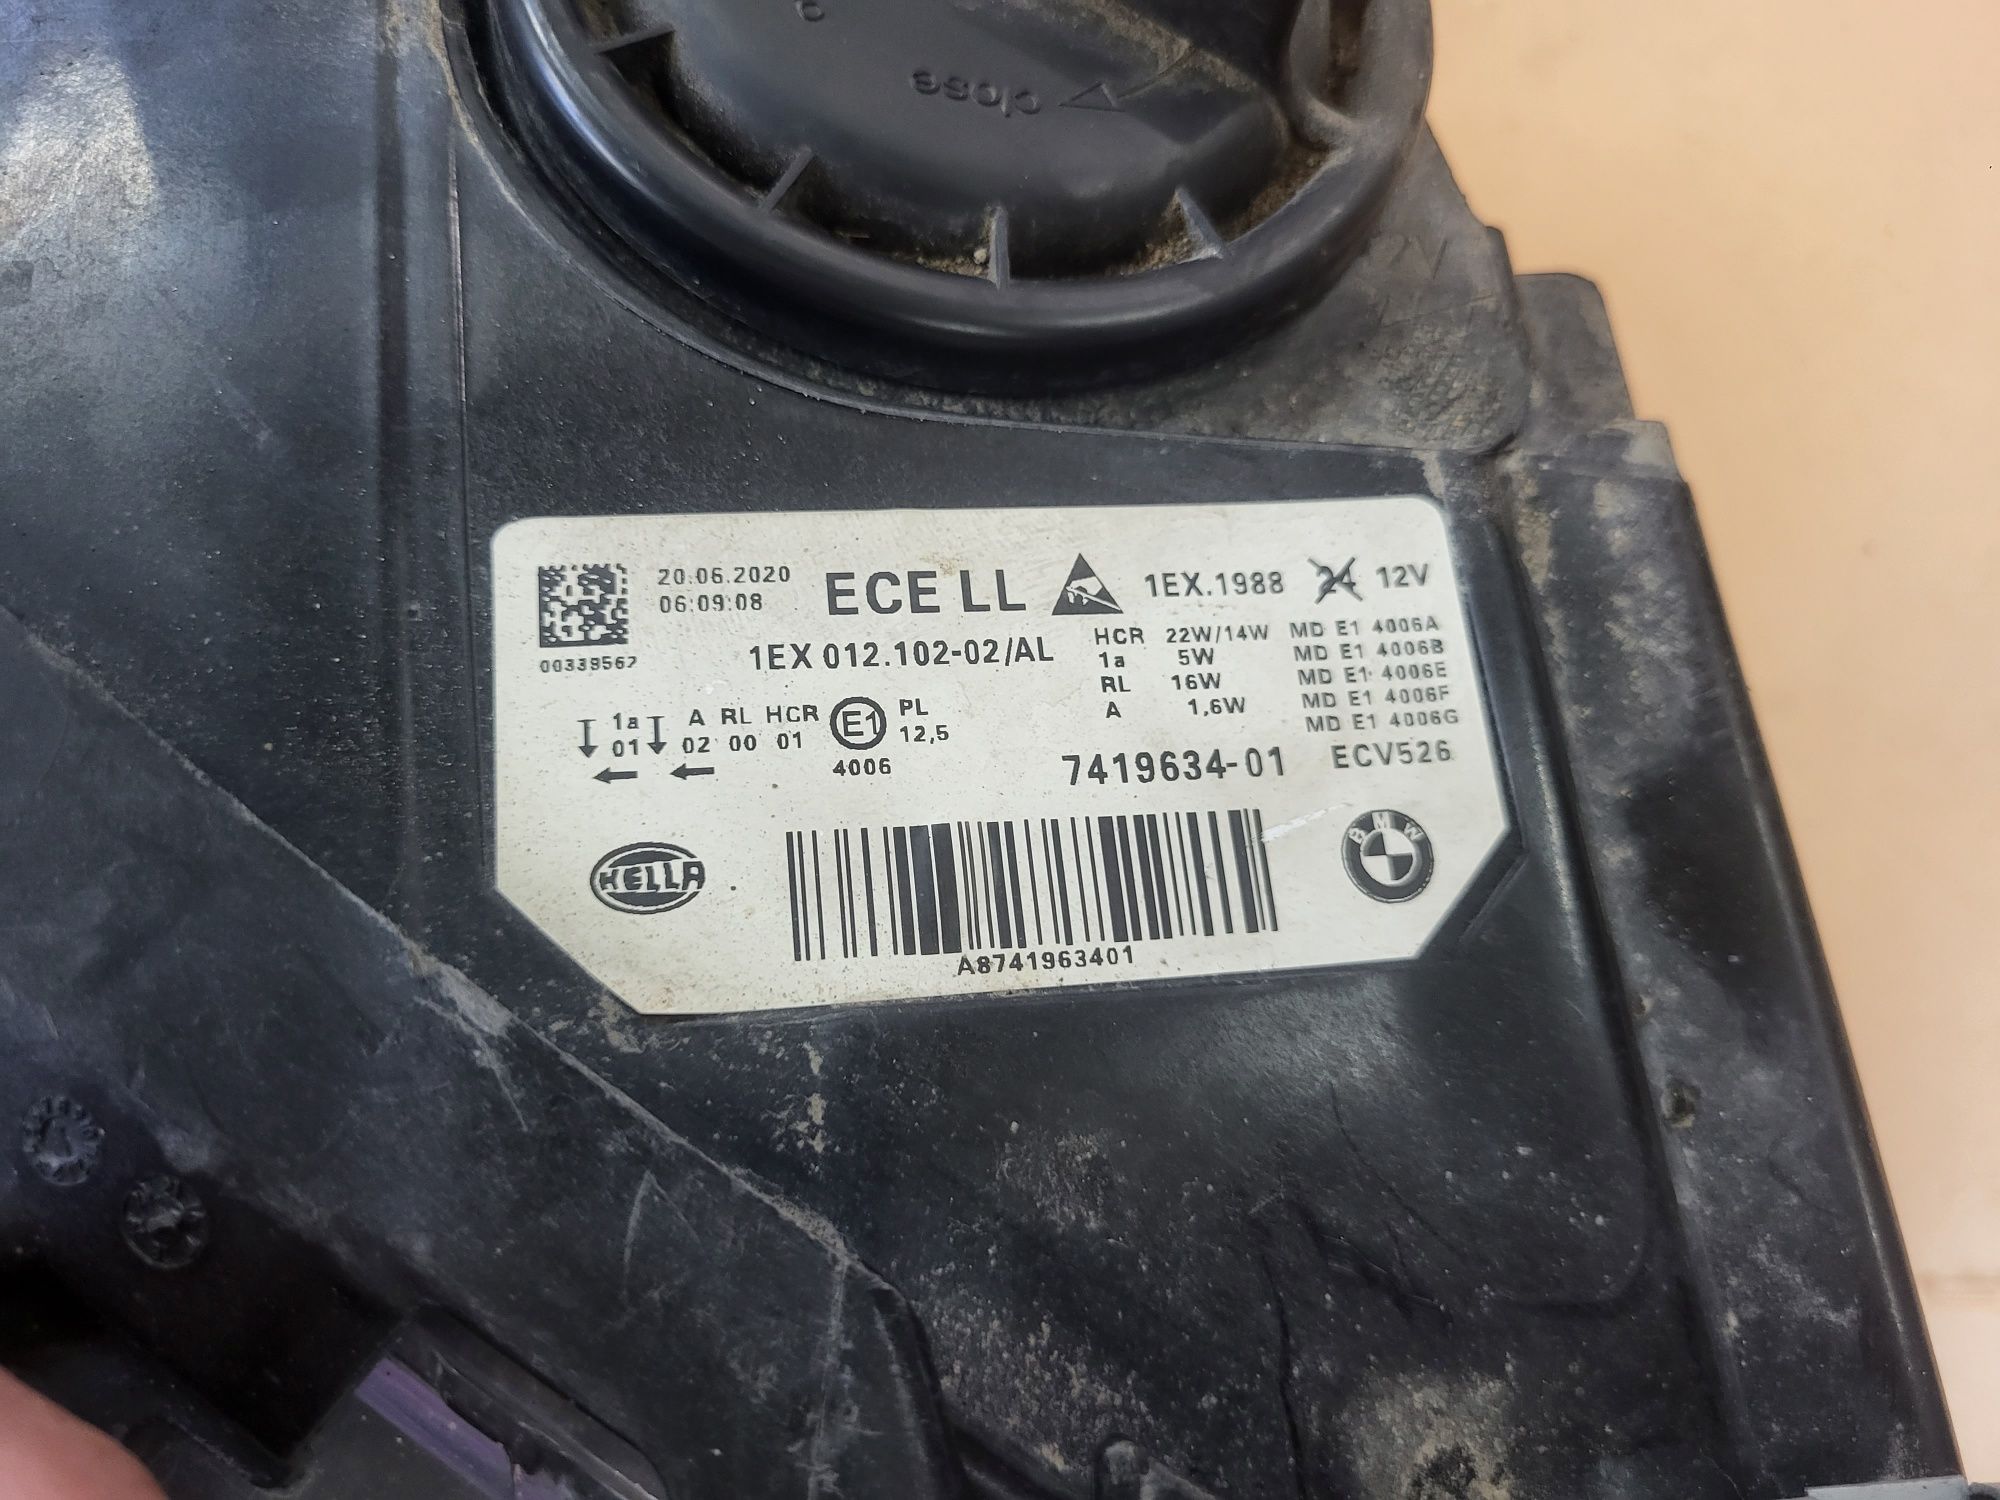 close
12V
20.06.2020
06:09:08
ECE LL
1EX.1988
24 12V
00339567
1EX 012.102-02/AL
HCR 22W/14W MD E1 4006A
1a 5W MD E1 4006B
RL 16W MD E1 4006E
A 1,6W MD E1 4006F
MD E1 4006G
1a A RL HCR E1 PL
01 02 00 01 12,5
4006
7419634-01 ECV526
HELLA
BMW
A8741963401